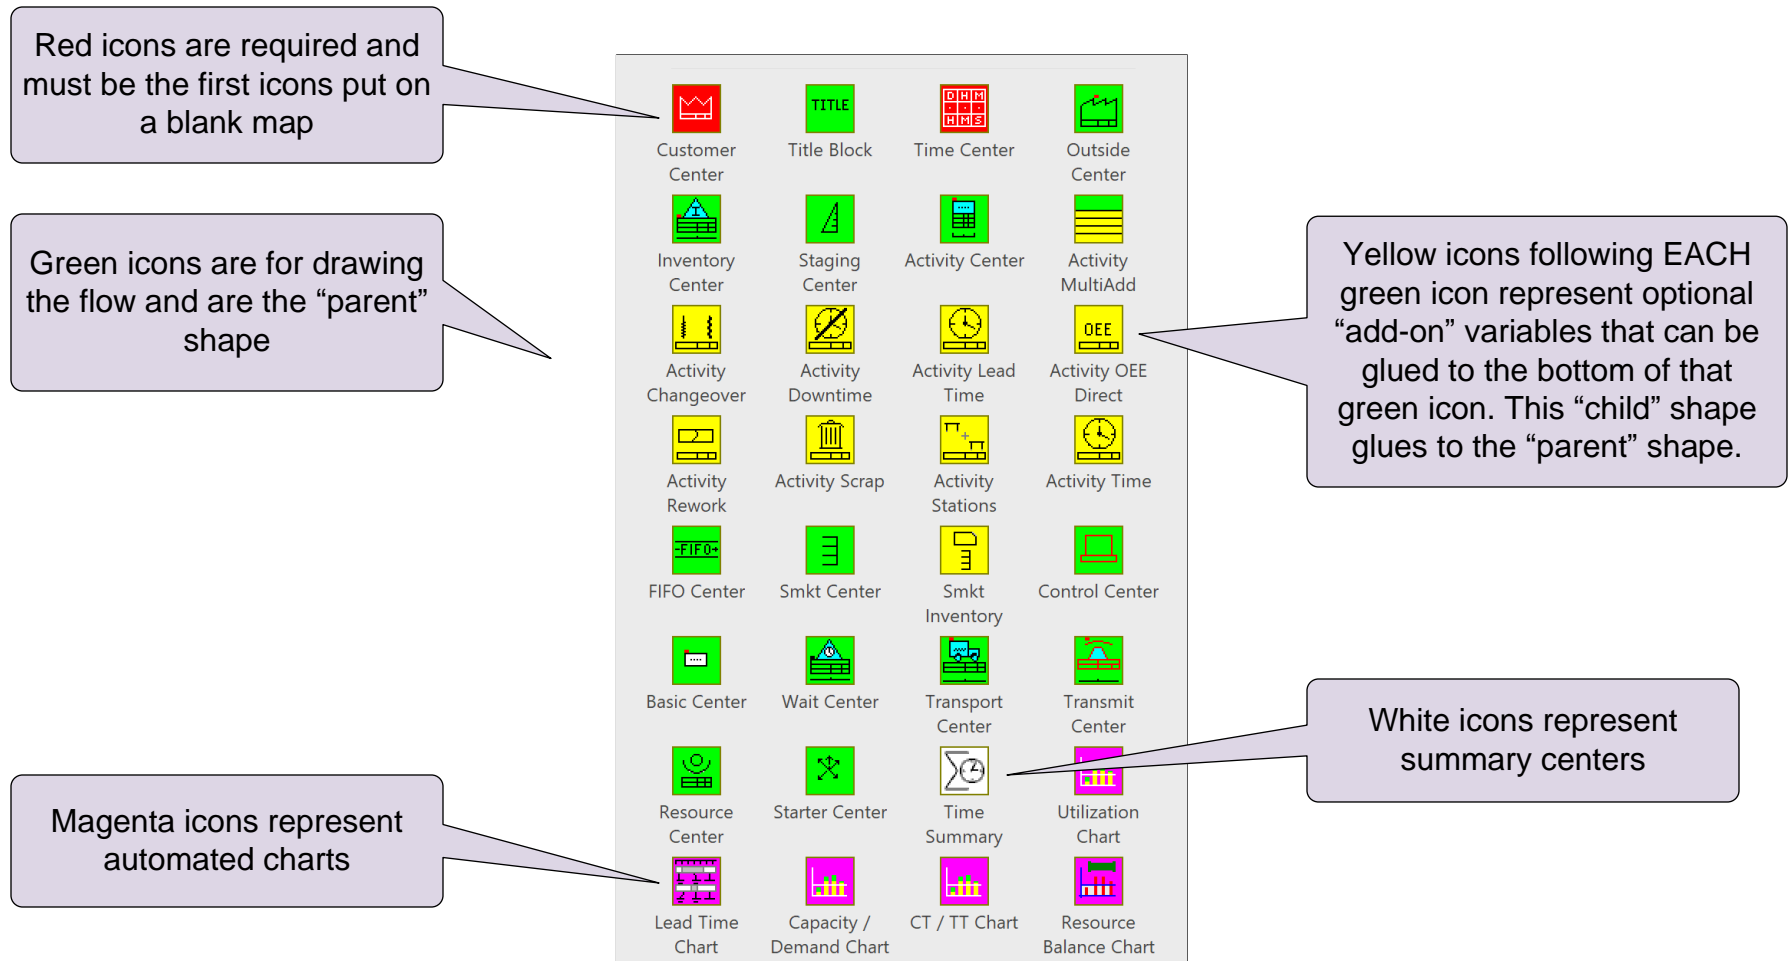 Red icons are required and
must be the first icons put on
a blank map
Green icons are for drawing
the flow and are the “parent”
shape
Magenta icons represent
automated charts
TITLE
D H M
H M S
Customer
Center
Title Block
Time Center
Outside
Center
I
Inventory
Center
Staging
Center
Activity Center
Activity
MultiAdd
OEE
Activity
Changeover
Activity
Downtime
Activity Lead
Time
Activity OEE
Direct
Activity
Rework
Activity Scrap
Activity
Stations
Activity Time
FIFO
FIFO Center
Smkt Center
Smkt
Inventory
Control Center
Basic Center
Wait Center
Transport
Center
Transmit
Center
Resource
Center
Starter Center
Time
Summary
Utilization
Chart
Lead Time
Chart
Capacity /
Demand Chart
CT / TT Chart
Resource
Balance Chart
Yellow icons following EACH
green icon represent optional
“add-on” variables that can be
glued to the bottom of that
green icon. This “child” shape
glues to the “parent” shape.
White icons represent
summary centers